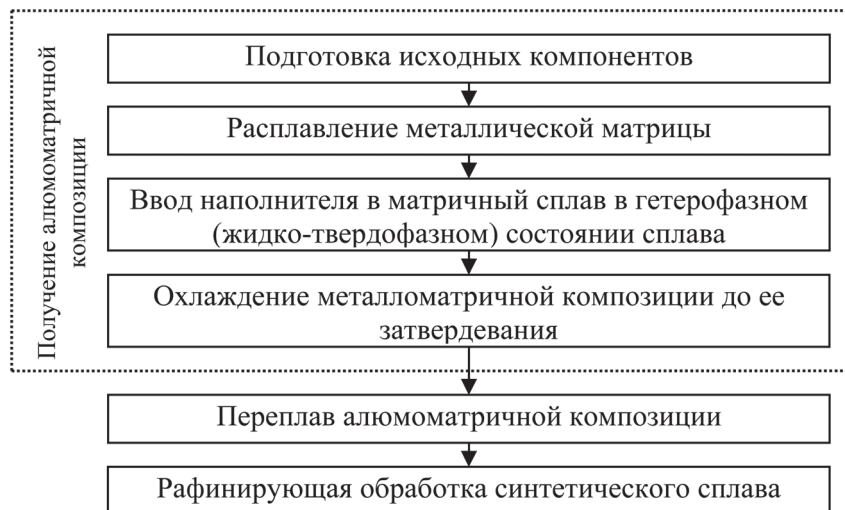 Получение алюмоматричной
композиции
Подготовка исходных компонентов
Расплавление металлической матрицы
Ввод наполнителя в матричный сплав в гетерофазном
(жидко-твердофазном) состоянии сплава
Охлаждение металломатричной композиции до ее
затвердевания
Переплав алюмоматричной композиции
Рафинирующая обработка синтетического сплава